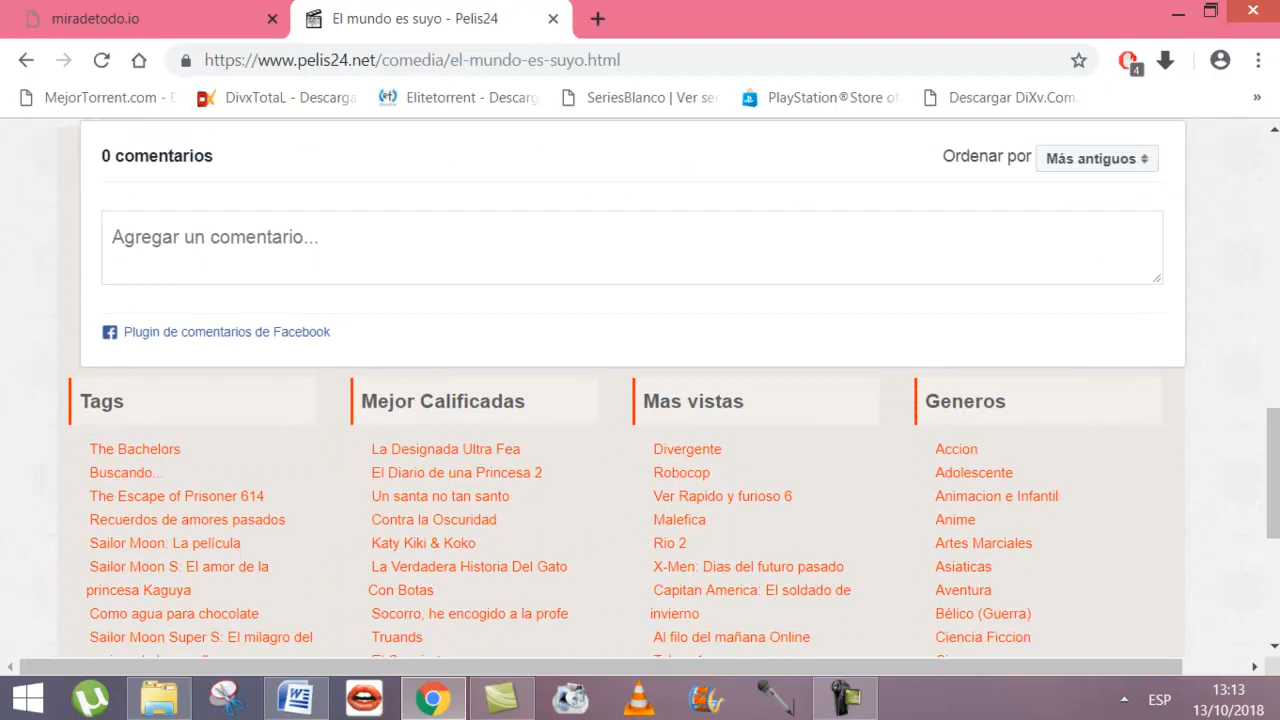 miradetodo.io
El mundo es suyo - Pelis24
https://www.pelis24.net/comedia/el-mundo-es-suyo.html
4
MejorTorrent.com -
DivxTotaL - Descarga
Elitetorrent - Descarg
SeriesBlanco | Ver se
PlayStation®Store of
Descargar DiXv.Com
»
0 comentarios
Ordenar por Más antiguos
Agregar un comentario...
Plugin de comentarios de Facebook
Tags
The Bachelors
Buscando...
The Escape of Prisoner 614
Recuerdos de amores pasados
Sailor Moon: La película
Sailor Moon S: El amor de la
princesa Kaguya
Como agua para chocolate
Sailor Moon Super S: El milagro del
Mejor Calificadas
La Designada Ultra Fea
El Diario de una Princesa 2
Un santo no tan santo
Contra la Oscuridad
Katy Kiki & Koko
La Verdadera Historia Del Gato
Con Botas
Socorro, he encogido a la profe
Truands
Mas vistas
Divergente
Robocop
Ver Rapido y furioso 6
Malefica
Rio 2
X-Men: Dias del futuro pasado
Capitan America: El soldado de
invierno
Al filo del mañana Online
Generos
Accion
Adolescente
Animacion e Infantil
Anime
Artes Marciales
Asiaticas
Aventura
Bélico (Guerra)
Ciencia Ficcion
ESP
13:13
13/10/2018